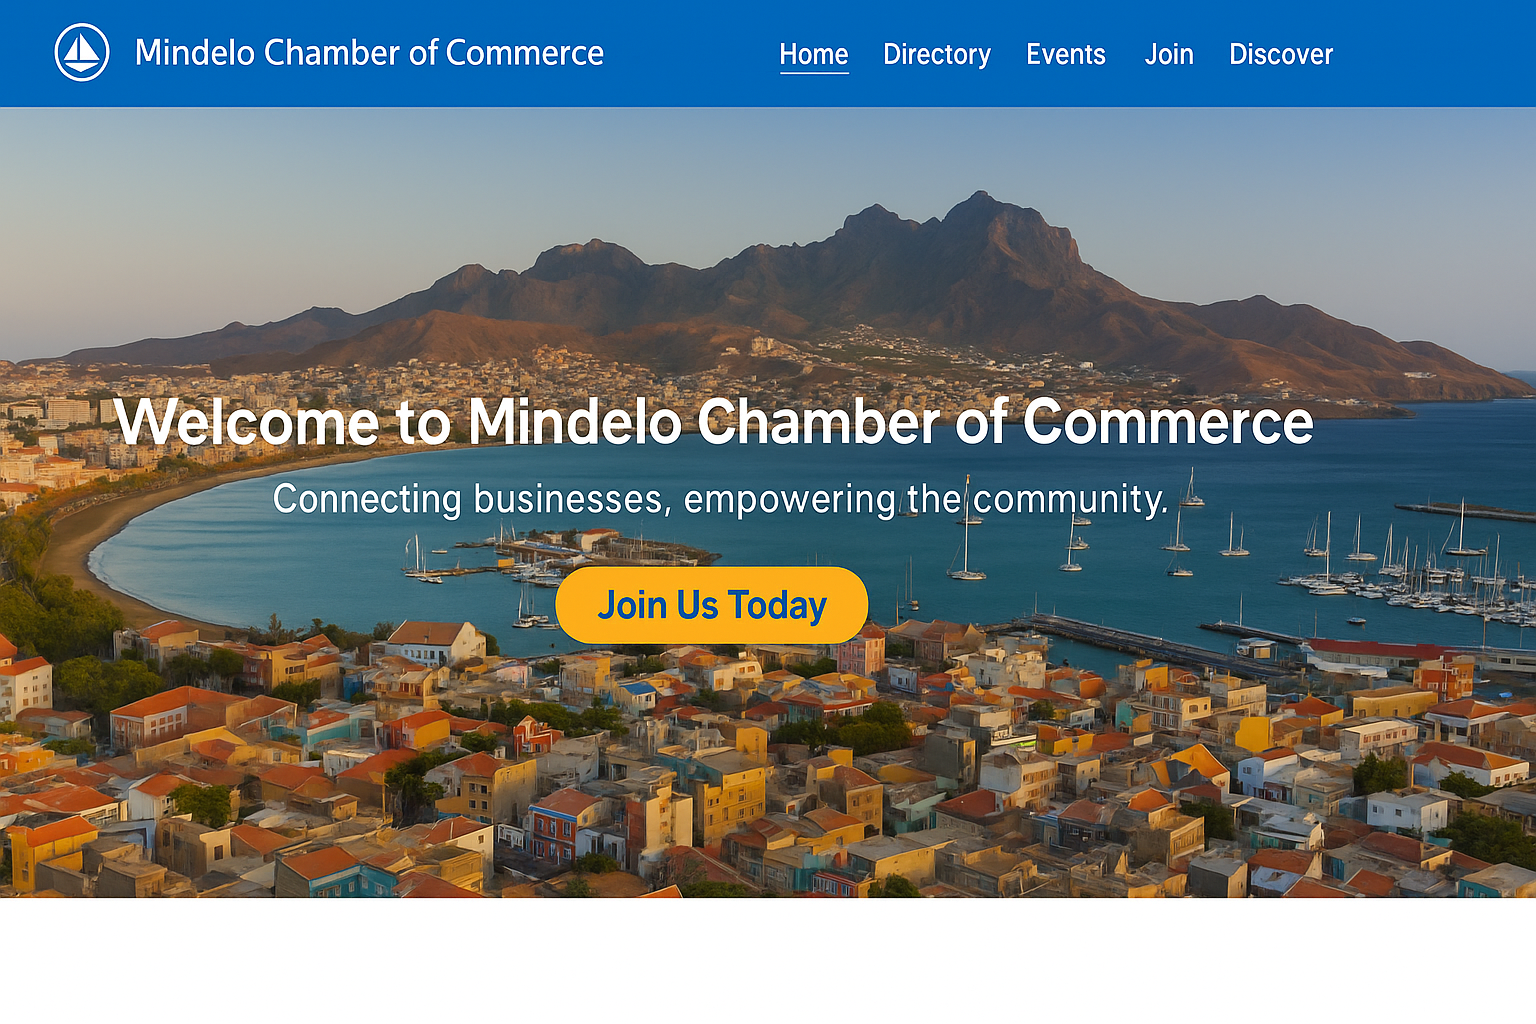 Mindelo Chamber of Commerce
Home Directory Events Join Discover
Welcome to Mindelo Chamber of Commerce
Connecting businesses, empowering the community.
Join Us Today